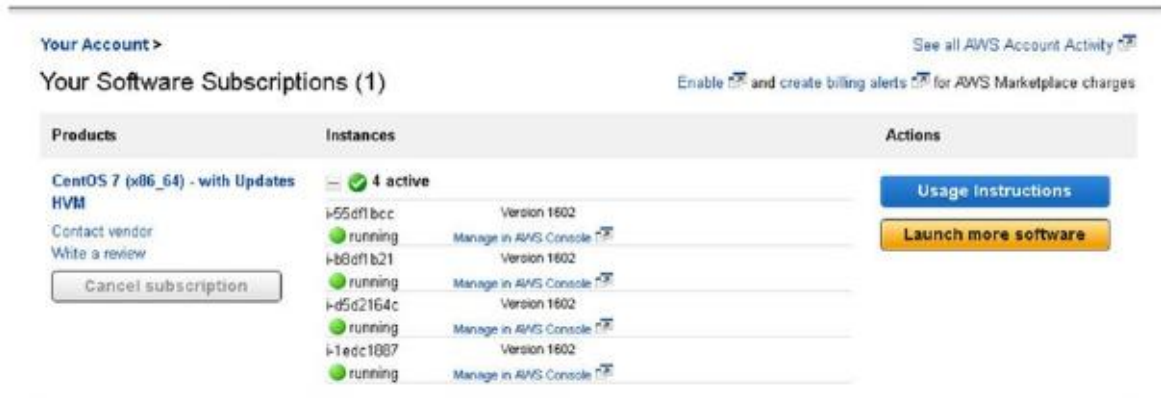 Your Account >
See all AWS Account Activity
Your Software Subscriptions (1)
Enable and create billing alerts for AWS Marketplace charges
Products Instances Actions
CentOS 7 (x86_64) - with Updates HVM
Contact vendor
Write a review
Cancel subscription
4 active
i-55df1bcc Version 1602
running Manage in AWS Console
i-b8df1b21 Version 1602
running Manage in AWS Console
i-d5d2164c Version 1602
running Manage in AWS Console
i-1edc1887 Version 1602
running Manage in AWS Console
Usage Instructions
Launch more software